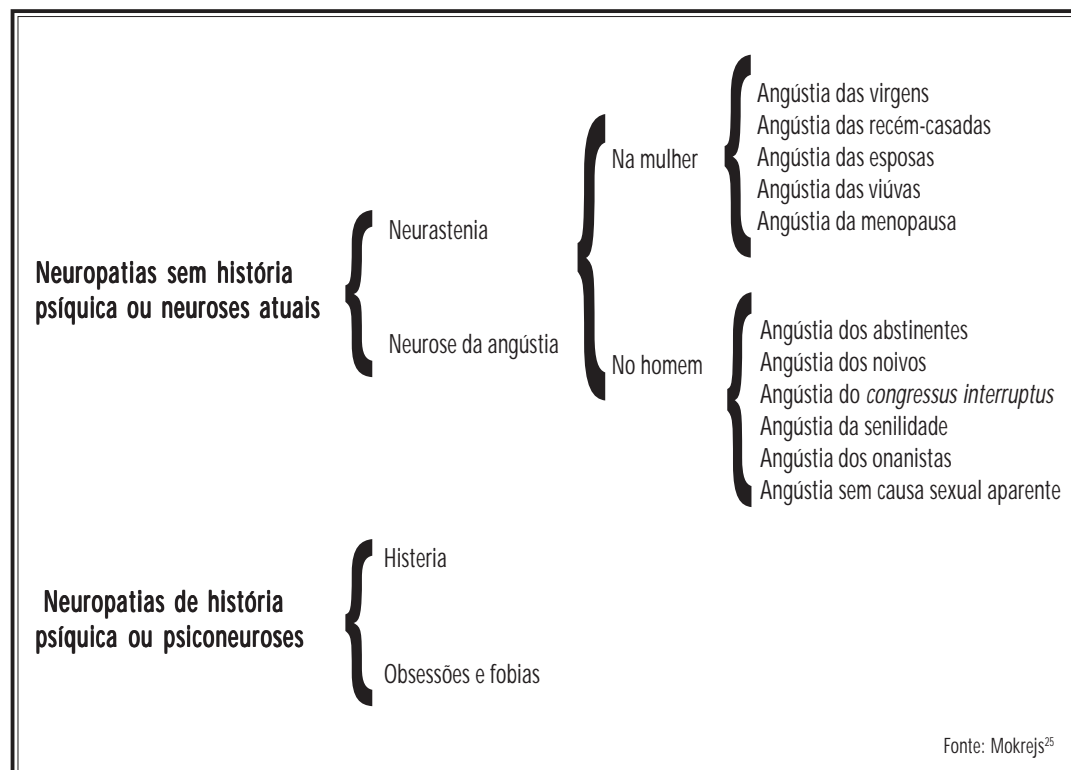 Neuropatias sem história
psíquica ou neuroses atuais
Neurastenia
Neurose da angústia
Na mulher
Angústia das virgens
Angústia das recém-casadas
Angústia das esposas
Angústia das viúvas
Angústia da menopausa
No homem
Angústia dos abstinentes
Angústia dos noivos
Angústia do congressus interruptus
Angústia da senilidade
Angústia dos onanistas
Angústia sem causa sexual aparente
Neuropatias de história
psíquica ou psiconeuroses
Histeria
Obsessões e fobias
Fonte: Mokrejs25